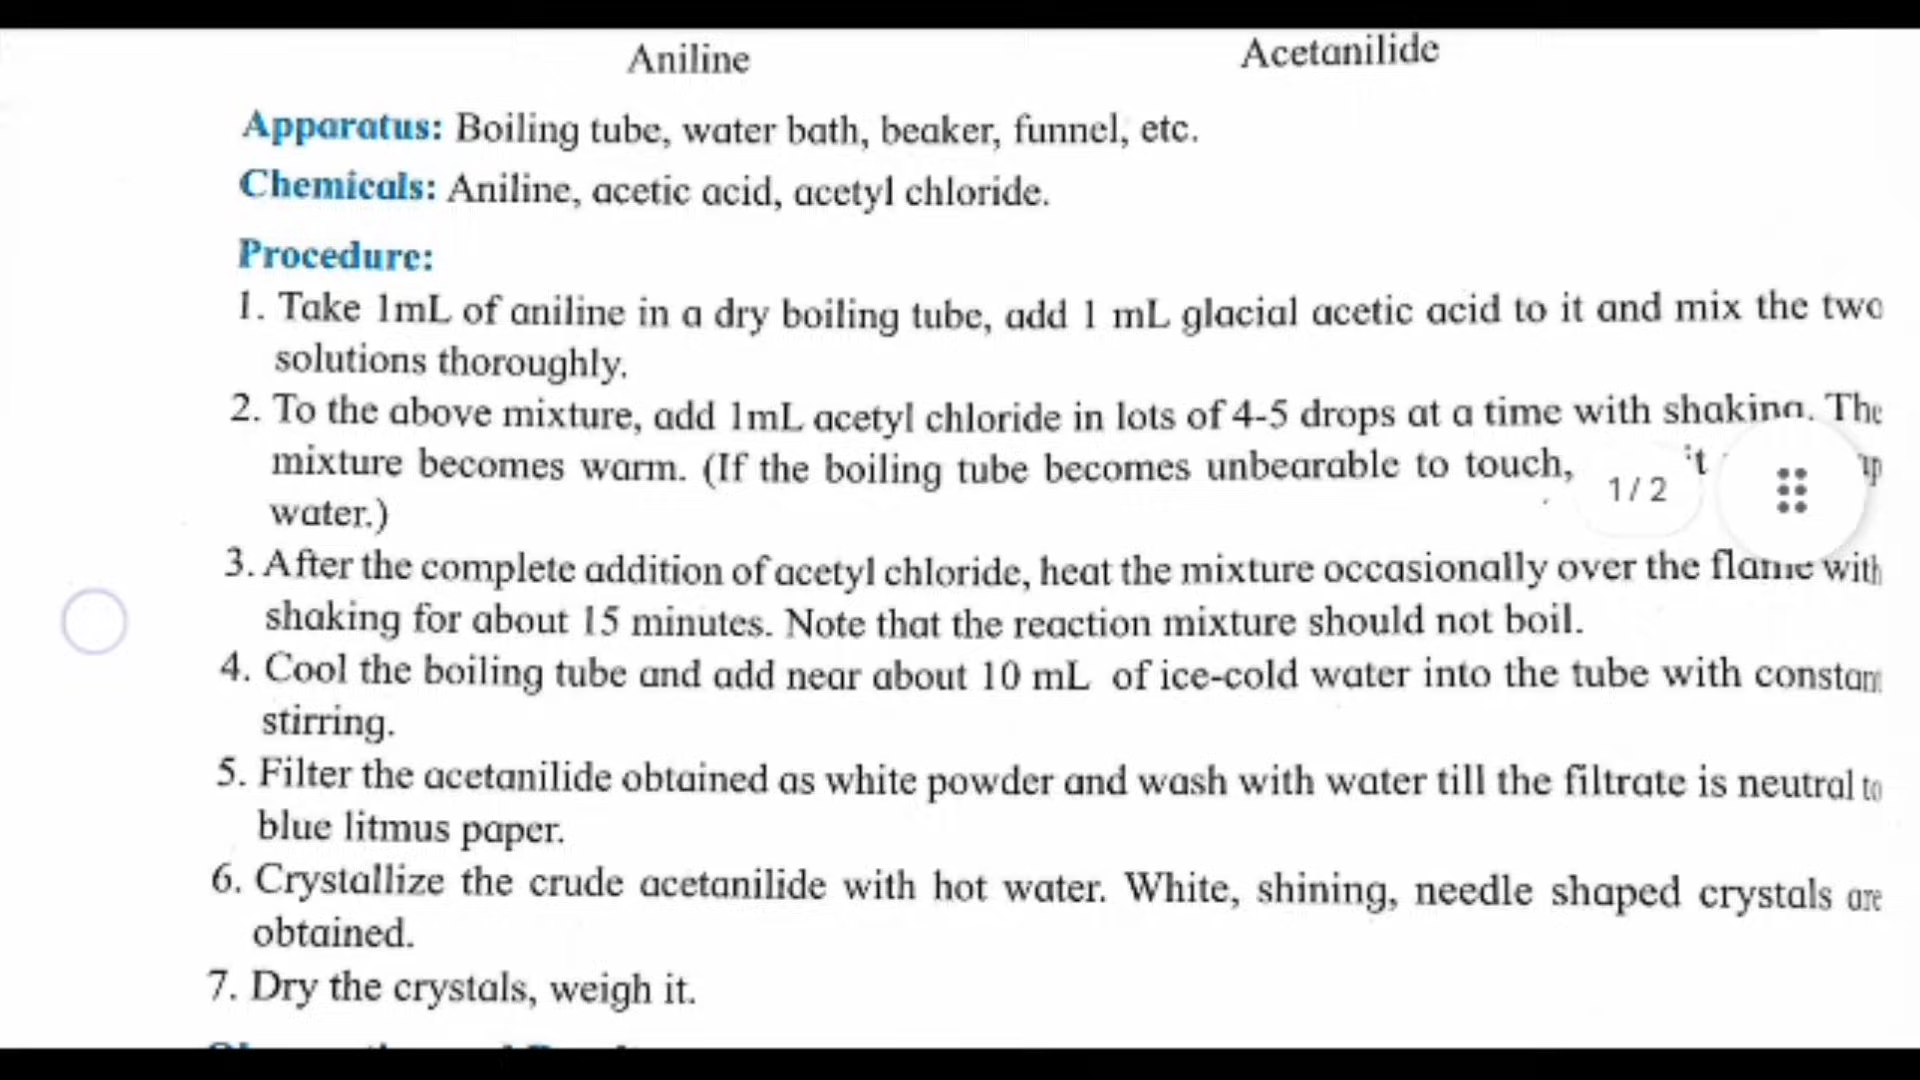 Aniline Acetanilide
Apparatus: Boiling tube, water bath, beaker, funnel, etc.
Chemicals: Aniline, acetic acid, acetyl chloride.
Procedure:
1. Take 1mL of aniline in a dry boiling tube, add 1 mL glacial acetic acid to it and mix the two
solutions thoroughly.
2. To the above mixture, add 1mL acetyl chloride in lots of 4-5 drops at a time with shaking. The
mixture becomes warm. (If the boiling tube becomes unbearable to touch,
1/2
water.)
3. After the complete addition of acetyl chloride, heat the mixture occasionally over the flame with
shaking for about 15 minutes. Note that the reaction mixture should not boil.
4. Cool the boiling tube and add near about 10 mL of ice-cold water into the tube with constant
stirring.
5. Filter the acetanilide obtained as white powder and wash with water till the filtrate is neutral to
blue litmus paper.
6. Crystallize the crude acetanilide with hot water. White, shining, needle shaped crystals are
obtained.
7. Dry the crystals, weigh it.